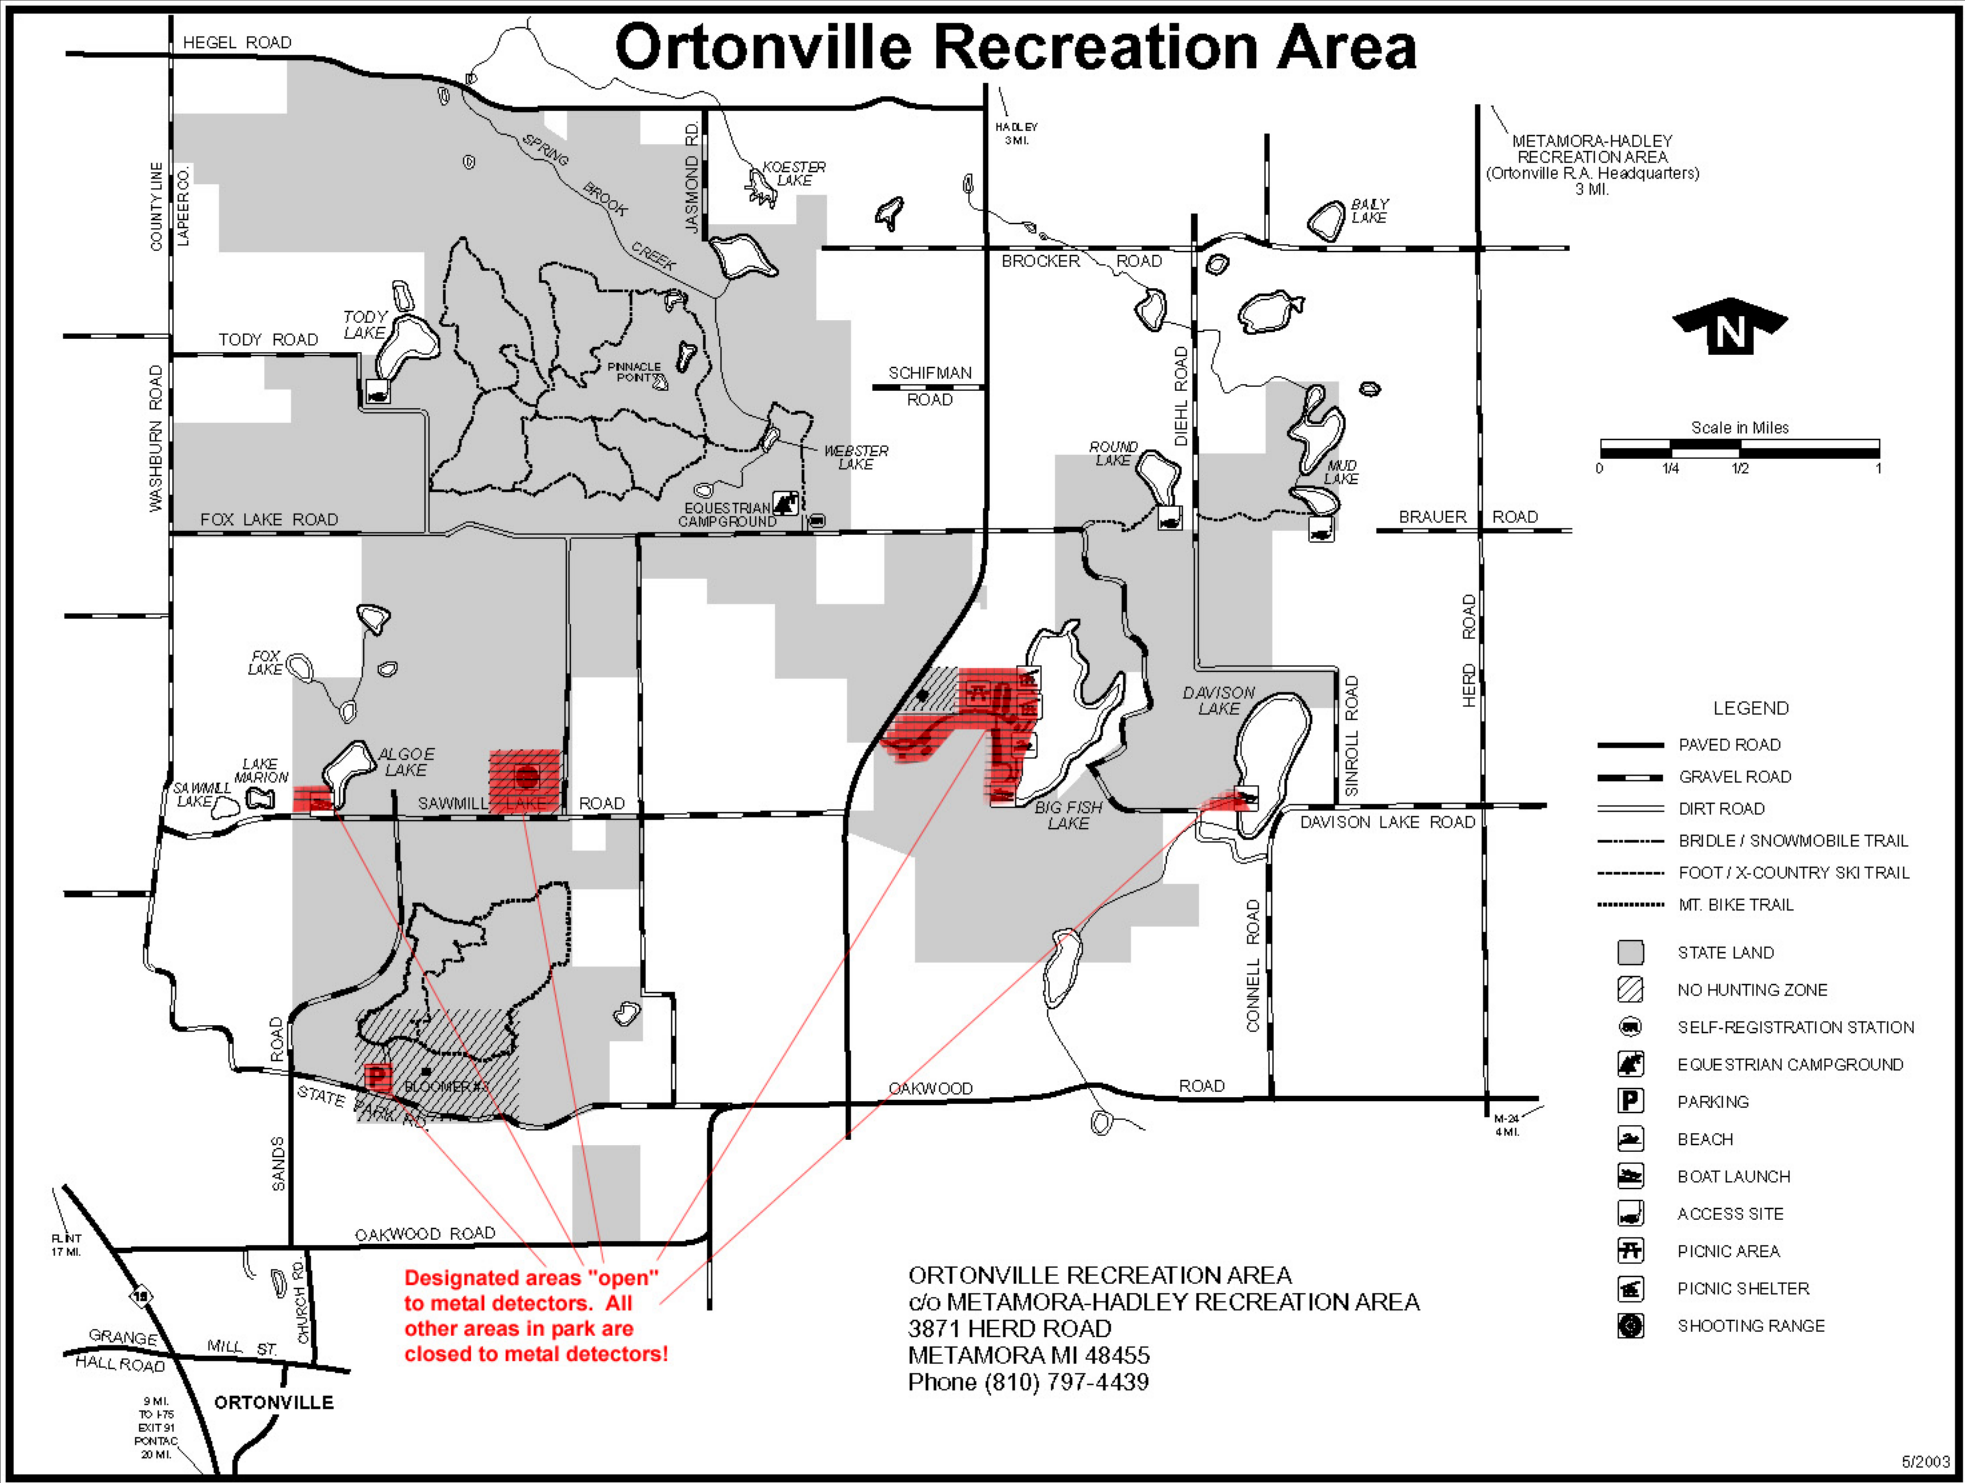 Ortonville Recreation Area
HEGEL ROAD
COUNTY LINE
LAPEER CO.
SPRING
BROOK
CREEK
JASMOND RD.
KOESTER
LAKE
HADLEY
3 MI.
METAMORA-HADLEY
RECREATION AREA
(Ortonville R.A. Headquarters)
3 MI.
BALY
LAKE
BROCKER ROAD
TODY ROAD
TODY
LAKE
PINNACLE
POINT
SCHIFMAN
ROAD
DIEHL ROAD
WASHBURN ROAD
WEBSTER
LAKE
ROUND
LAKE
MUD
LAKE
N
Scale in Miles
0 1/4 1/2 1
EQUESTRIAN
CAMPGROUND
FOX LAKE ROAD
BRAUER ROAD
FOX
LAKE
HERD ROAD
DAVISON
LAKE
SINROLL ROAD
ALGOE
LAKE
LAKE
MARION
SAWMILL
LAKE
SAWMILL LAKE ROAD
BIG FISH
LAKE
DAVISON LAKE ROAD
CONNELL ROAD
SANDS ROAD
P
BLOOMER #3
STATE PARK RD.
OAKWOOD ROAD
M-24
4 MI.
FLINT
17 MI.
OAKWOOD ROAD
15
CHURCH RD.
GRANGE
HALL ROAD
MILL ST.
ORTONVILLE
9 MI.
TO I-75
EXIT 91
PONTAC
20 MI.
Designated areas "open"
to metal detectors. All
other areas in park are
closed to metal detectors!
ORTONVILLE RECREATION AREA
c/o METAMORA-HADLEY RECREATION AREA
3871 HERD ROAD
METAMORA MI 48455
Phone (810) 797-4439
LEGEND
PAVED ROAD
GRAVEL ROAD
DIRT ROAD
BRIDLE / SNOWMOBILE TRAIL
FOOT / X-COUNTRY SKI TRAIL
MT. BIKE TRAIL
STATE LAND
NO HUNTING ZONE
SELF-REGISTRATION STATION
EQUESTRIAN CAMPGROUND
P PARKING
BEACH
BOAT LAUNCH
ACCESS SITE
PICNIC AREA
PICNIC SHELTER
SHOOTING RANGE
5/2003